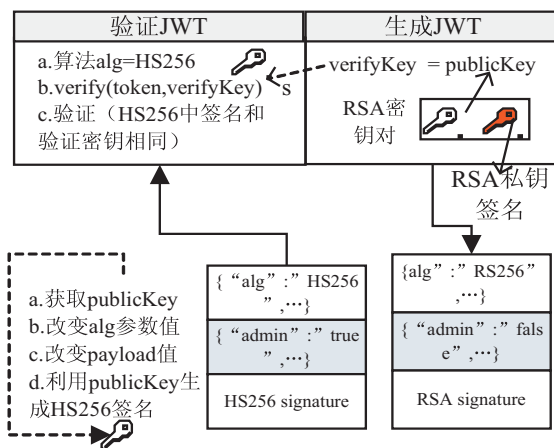 验证JWT
生成JWT
a.算法alg=HS256
b.verify(token,verifyKey)
s
c.验证（HS256中签名和
验证密钥相同）
verifyKey = publicKey
RSA密
钥对
RSA私钥
签名
a.获取publicKey
b.改变alg参数值
c.改变payload值
d.利用publicKey生
成HS256签名
{“alg”:”HS256
”,…}
{“admin”:”true
”,…}
HS256 signature
{alg”:”RS256”
,…}
{“admin”:”fals
e”,…}
RSA signature